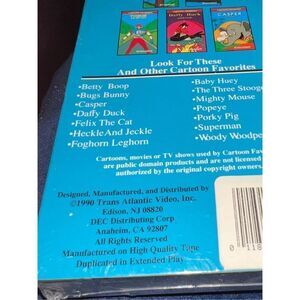 Daffy Duck
CASPER
Look For These
And Other Cartoon Favorites
•Betty Boop
•Bugs Bunny
•Casper
•Daffy Duck
•Felix The Cat
•HeckleAnd Jeckle
•Foghorn Leghorn
•Baby Huey
•The Three Stooge
•Mighty Mouse
•Popeye
•Porky Pig
•Superman
•Woody Woodpe
Cartoons, movies or TV shows used by Cartoon Fav
are public domain products and are not licensed
authorized by the original copyright owners.
Designed, Manufactured, and Distributed by
©1990 Trans Atlantic Video, Inc.
Edison, NJ 08820
DEC Distributing Corp
Anaheim, CA 92807
All Rights Reserved
Manufactured on High Quality Tape
Duplicated in Extended Play
0 118